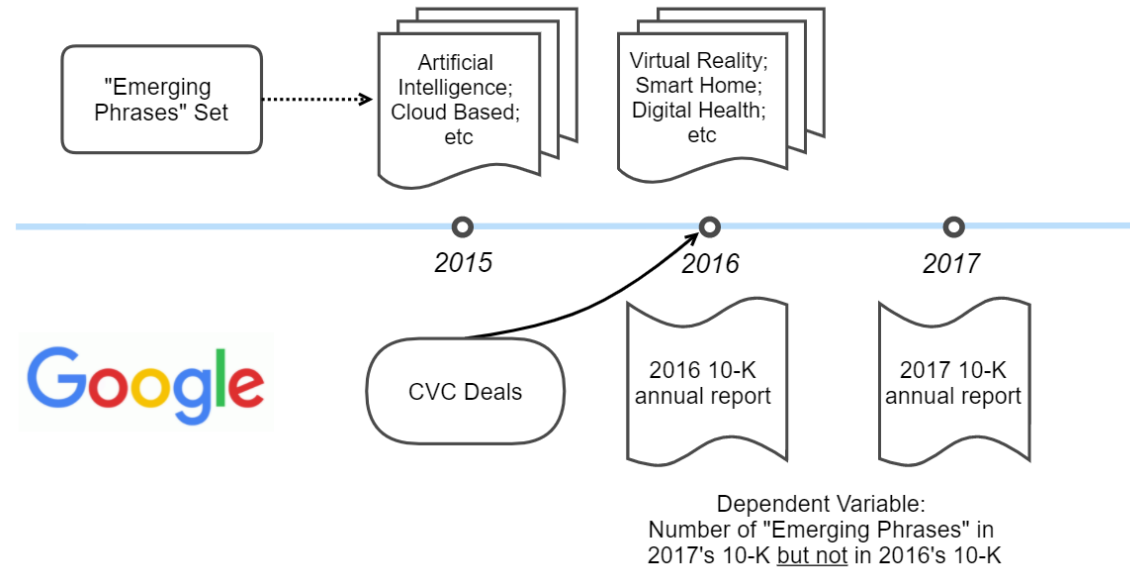 "Emerging
Phrases" Set
Artificial
Intelligence;
Cloud Based;
etc
Virtual Reality;
Smart Home;
Digital Health;
etc
2015
2016
2017
Google
CVC Deals
2016 10-K
annual report
2017 10-K
annual report
Dependent Variable:
Number of "Emerging Phrases" in
2017's 10-K but not in 2016's 10-K